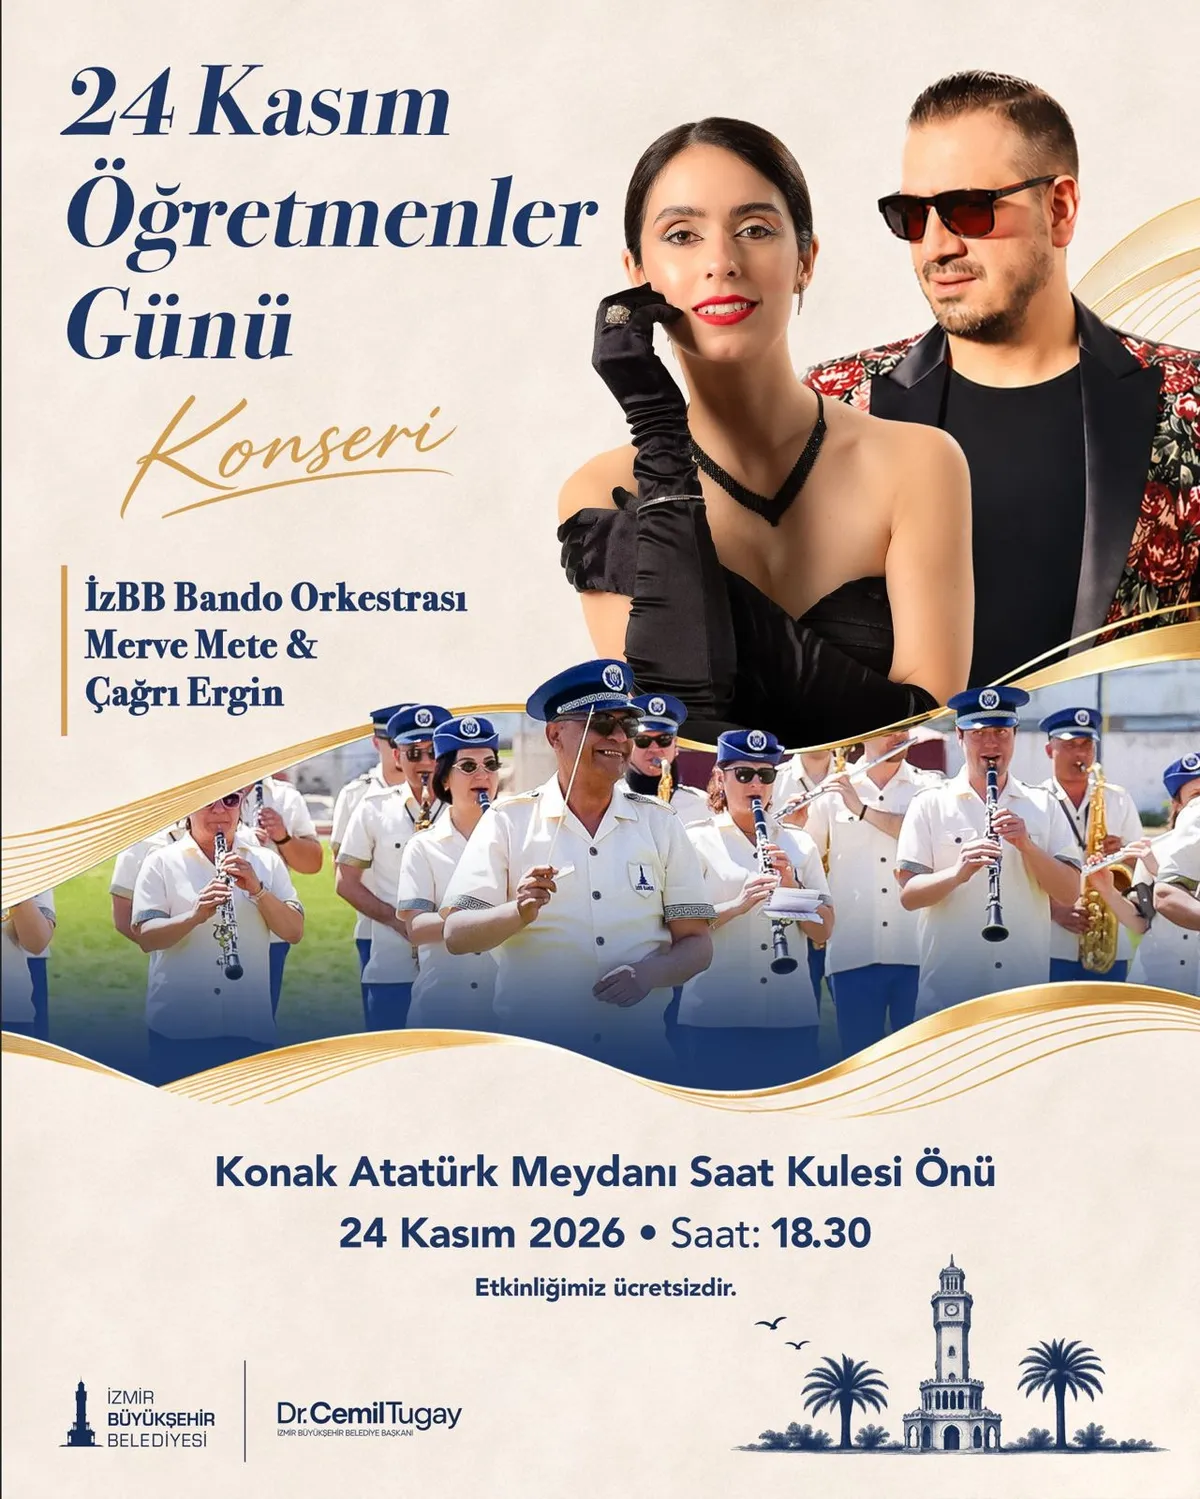 24 Kasım
Öğretmenler
Günü
Konseri
İzBB Bando Orkestrası
Merve Mete &
Çağrı Ergin
Konak Atatürk Meydanı Saat Kulesi Önü
24 Kasım 2026 • Saat: 18.30
Etkinliğimiz ücretsizdir.
İZMİR
BÜYÜKŞEHİR
BELEDİYESİ
Dr.CemilTugay
İZMİR BÜYÜKŞEHİR BELEDİYE BAŞKANI